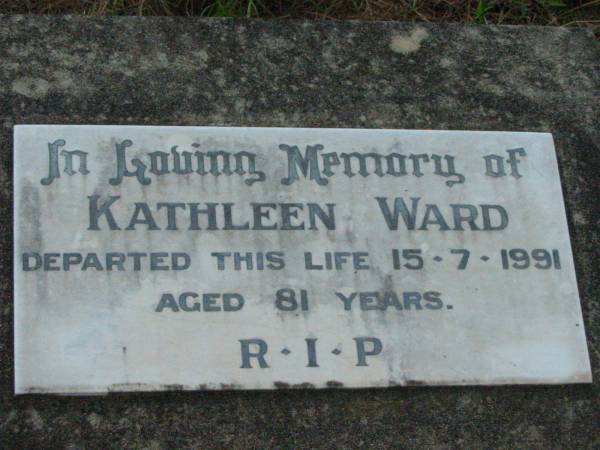 In Loving Memory of
KATHLEEN WARD
DEPARTED THIS LIFE 15·7·1991
AGED 81 YEARS.
R·I·P